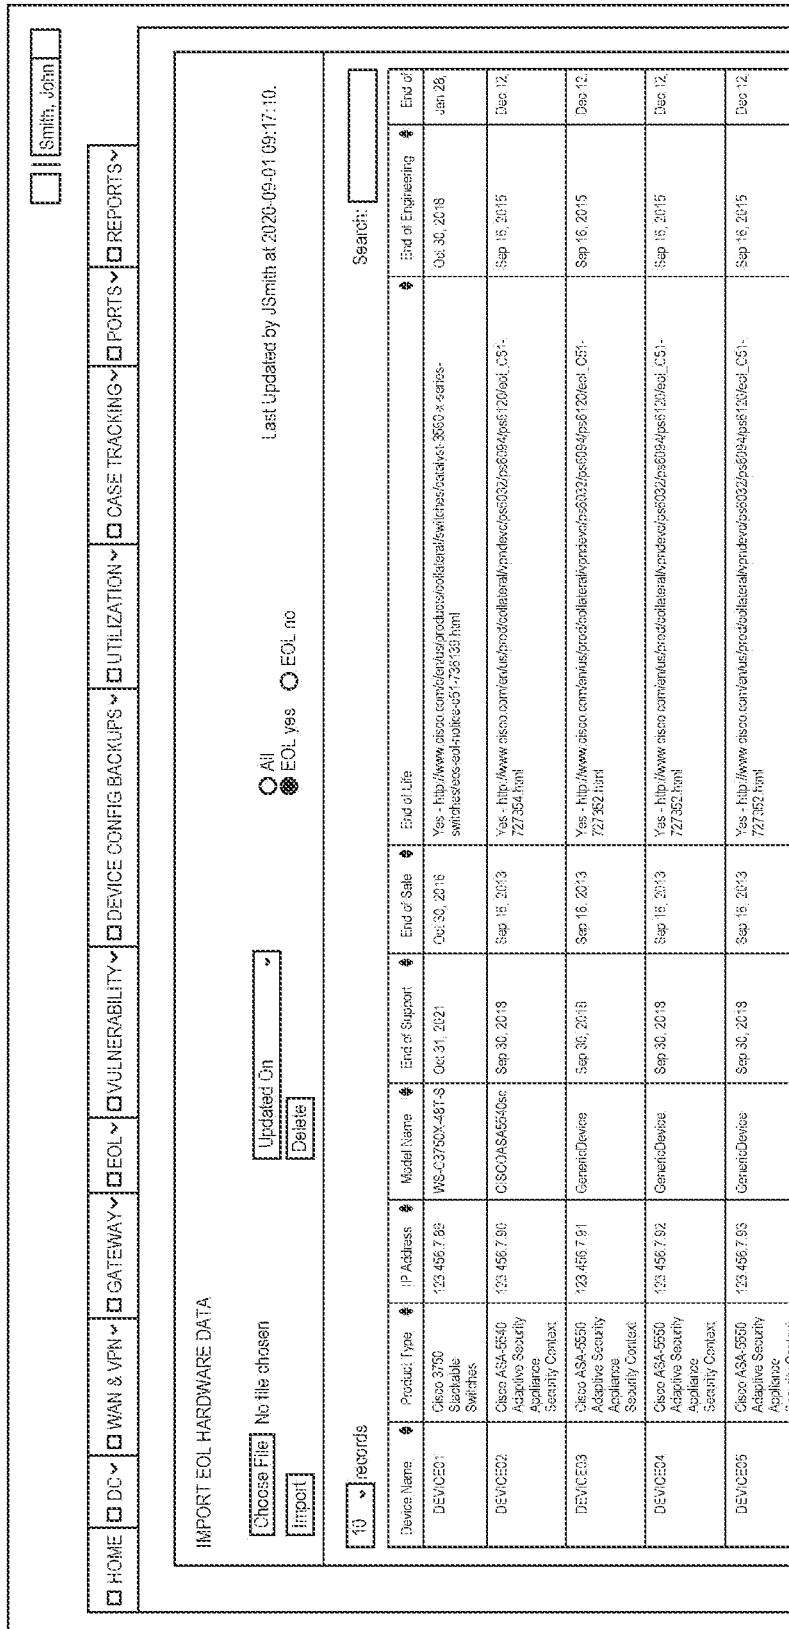 Smith, John
HOME DC WAN & VPN GATEWAY EOL VULNERABILITY DEVICE CONFIG BACKUPS UTILIZATION CASE TRACKING PORTS REPORTS
IMPORT EOL HARDWARE DATA
Choose File No file chosen Updated On All Last Updated by JSmith at 2020-09-01 09:17:10.
Import Delete EOL yes EOL no
10 records Search:
Device Name Product Type IP Address Model Name End of Support End of Sale End of Life End of Engineering End of
DEVICE01 Cisco 3750 123.456.7.89 WS-C3750X-48T-S Oct 31, 2021 Oct 30, 2016 Yes - http://www.cisco.com/c/en/us/products/collateral/switches/catalyst-3560-x-series- Oct 30, 2018 Jan 28,
Stackable switches/eos-eol-notice-c51-736139.html
Switches
DEVICE02 Cisco ASA-5540 123.456.7.90 CISCOASA5540sc Sep 30, 2018 Sep 16, 2013 Yes - http://www.cisco.com/en/us/prod/collateral/vpndevc/ps6032/ps6094/ps6120/eol_C51- Sep 16, 2015 Dec 12,
Adaptive Security 727354.html
Appliance
Security Context
DEVICE03 Cisco ASA-5550 123.456.7.91 GenericDevice Sep 30, 2018 Sep 16, 2013 Yes - http://www.cisco.com/en/us/prod/collateral/vpndevc/ps6032/ps6094/ps6120/eol_C51- Sep 16, 2015 Dec 12,
Adaptive Security 727352.html
Appliance
Security Context
DEVICE04 Cisco ASA-5550 123.456.7.92 GenericDevice Sep 30, 2018 Sep 16, 2013 Yes - http://www.cisco.com/en/us/prod/collateral/vpndevc/ps6032/ps6094/ps6120/eol_C51- Sep 16, 2015 Dec 12,
Adaptive Security 727352.html
Appliance
Security Context
DEVICE05 Cisco ASA-5550 123.456.7.93 GenericDevice Sep 30, 2018 Sep 16, 2013 Yes - http://www.cisco.com/en/us/prod/collateral/vpndevc/ps6032/ps6094/ps6120/eol_C51- Sep 16, 2015 Dec 12,
Adaptive Security 727352.html
Appliance